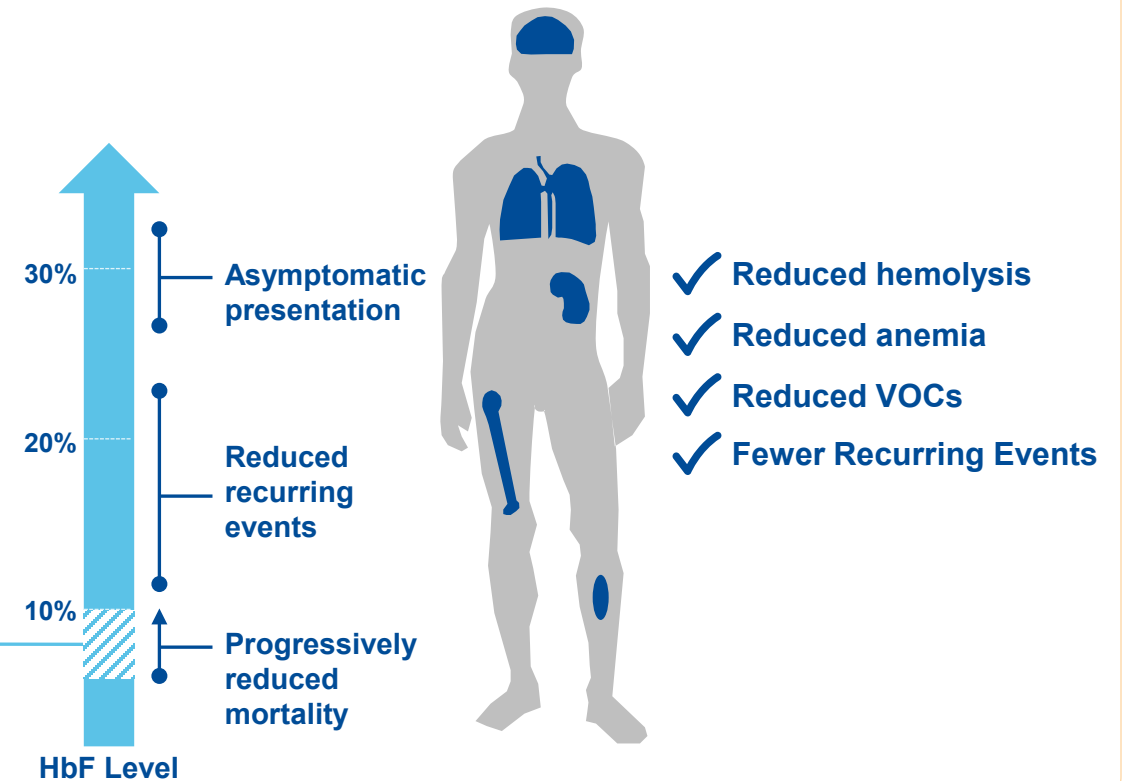 30%
20%
10%
HbF Level
Asymptomatic
presentation
Reduced
recurring
events
Progressively
reduced
mortality
Reduced hemolysis
Reduced anemia
Reduced VOCs
Fewer Recurring Events